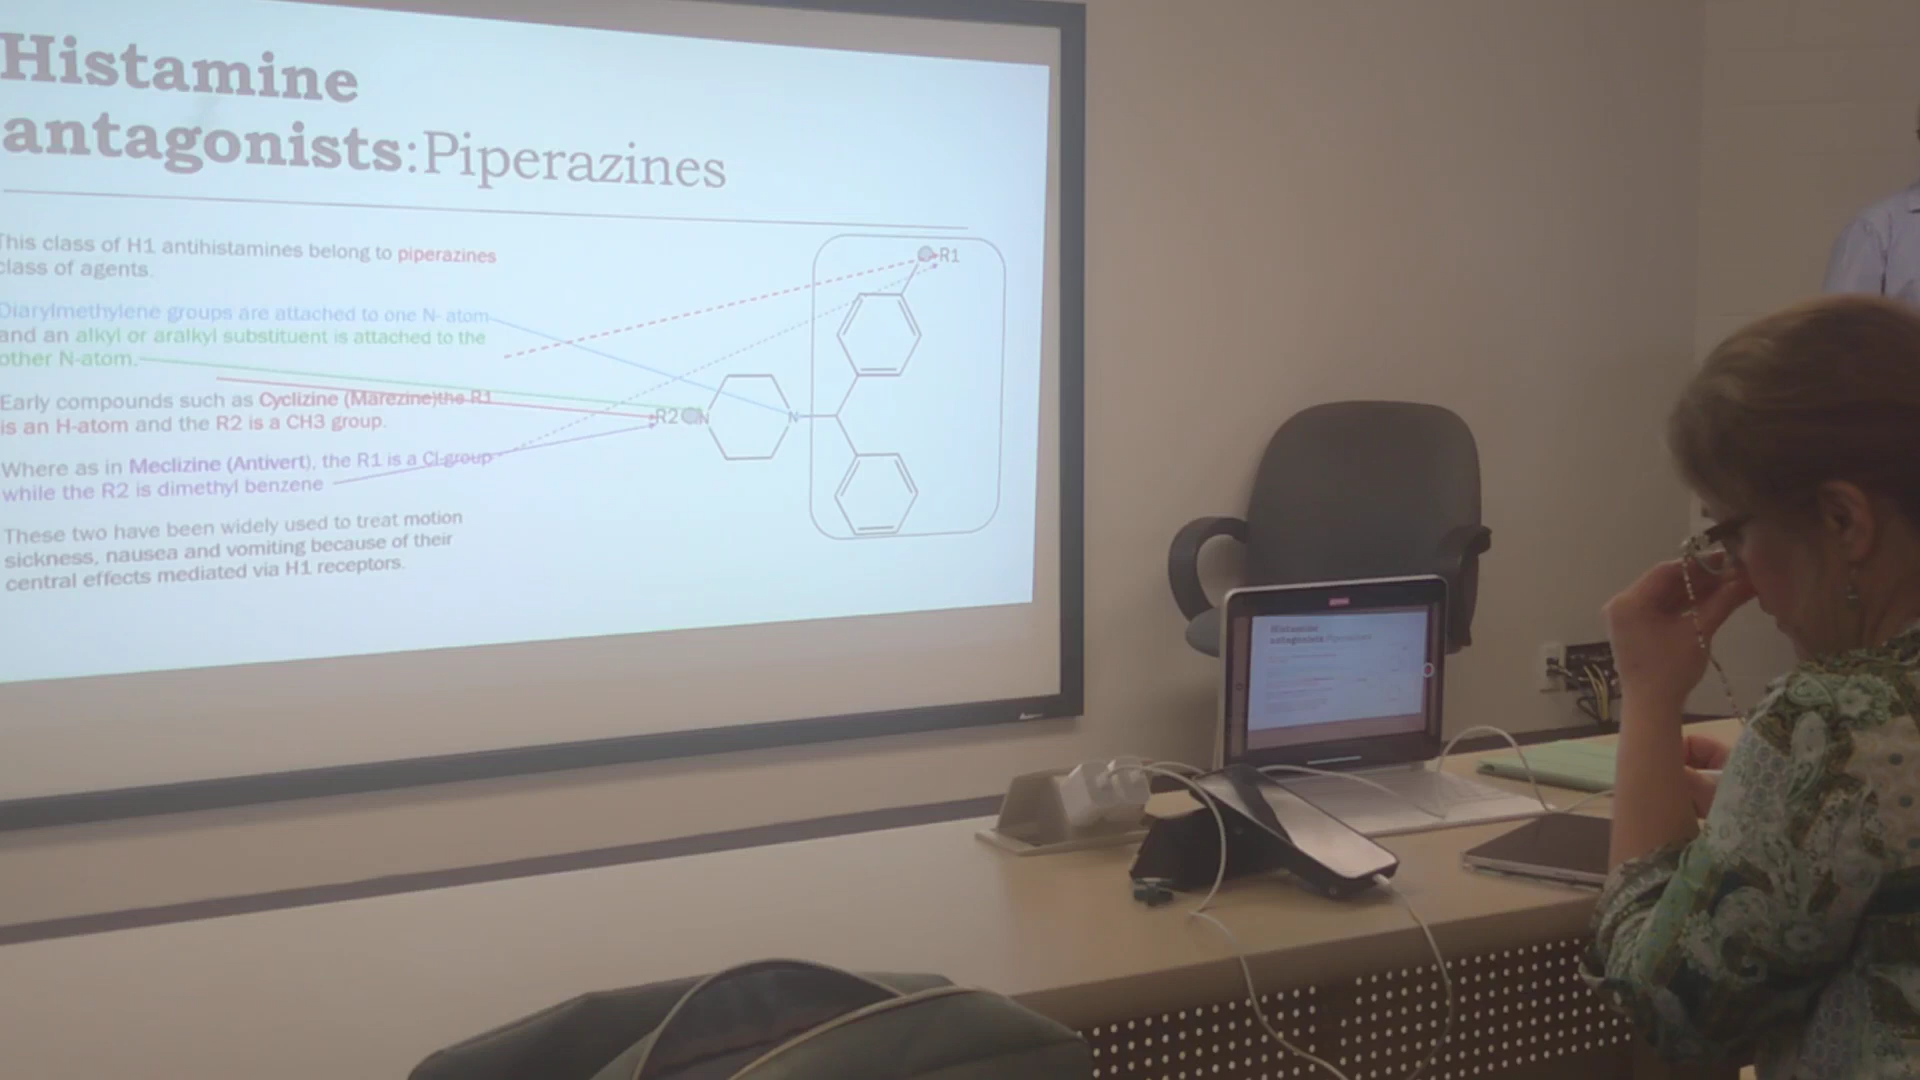 Histamine
antagonists:Piperazines
This class of H1 antihistamines belong to piperazines
class of agents.
Diarylmethylene groups are attached to one N- atom
and an alkyl or aralkyl substituent is attached to the
other N-atom.
Early compounds such as Cyclizine (Marezine)the R1
is an H-atom and the R2 is a CH3 group.
Where as in Meclizine (Antivert), the R1 is a Cl-group
while the R2 is dimethyl benzene
These two have been widely used to treat motion
sickness, nausea and vomiting because of their
central effects mediated via H1 receptors.
R1
R2 N
N
Histamine
antagonists:Piperazines